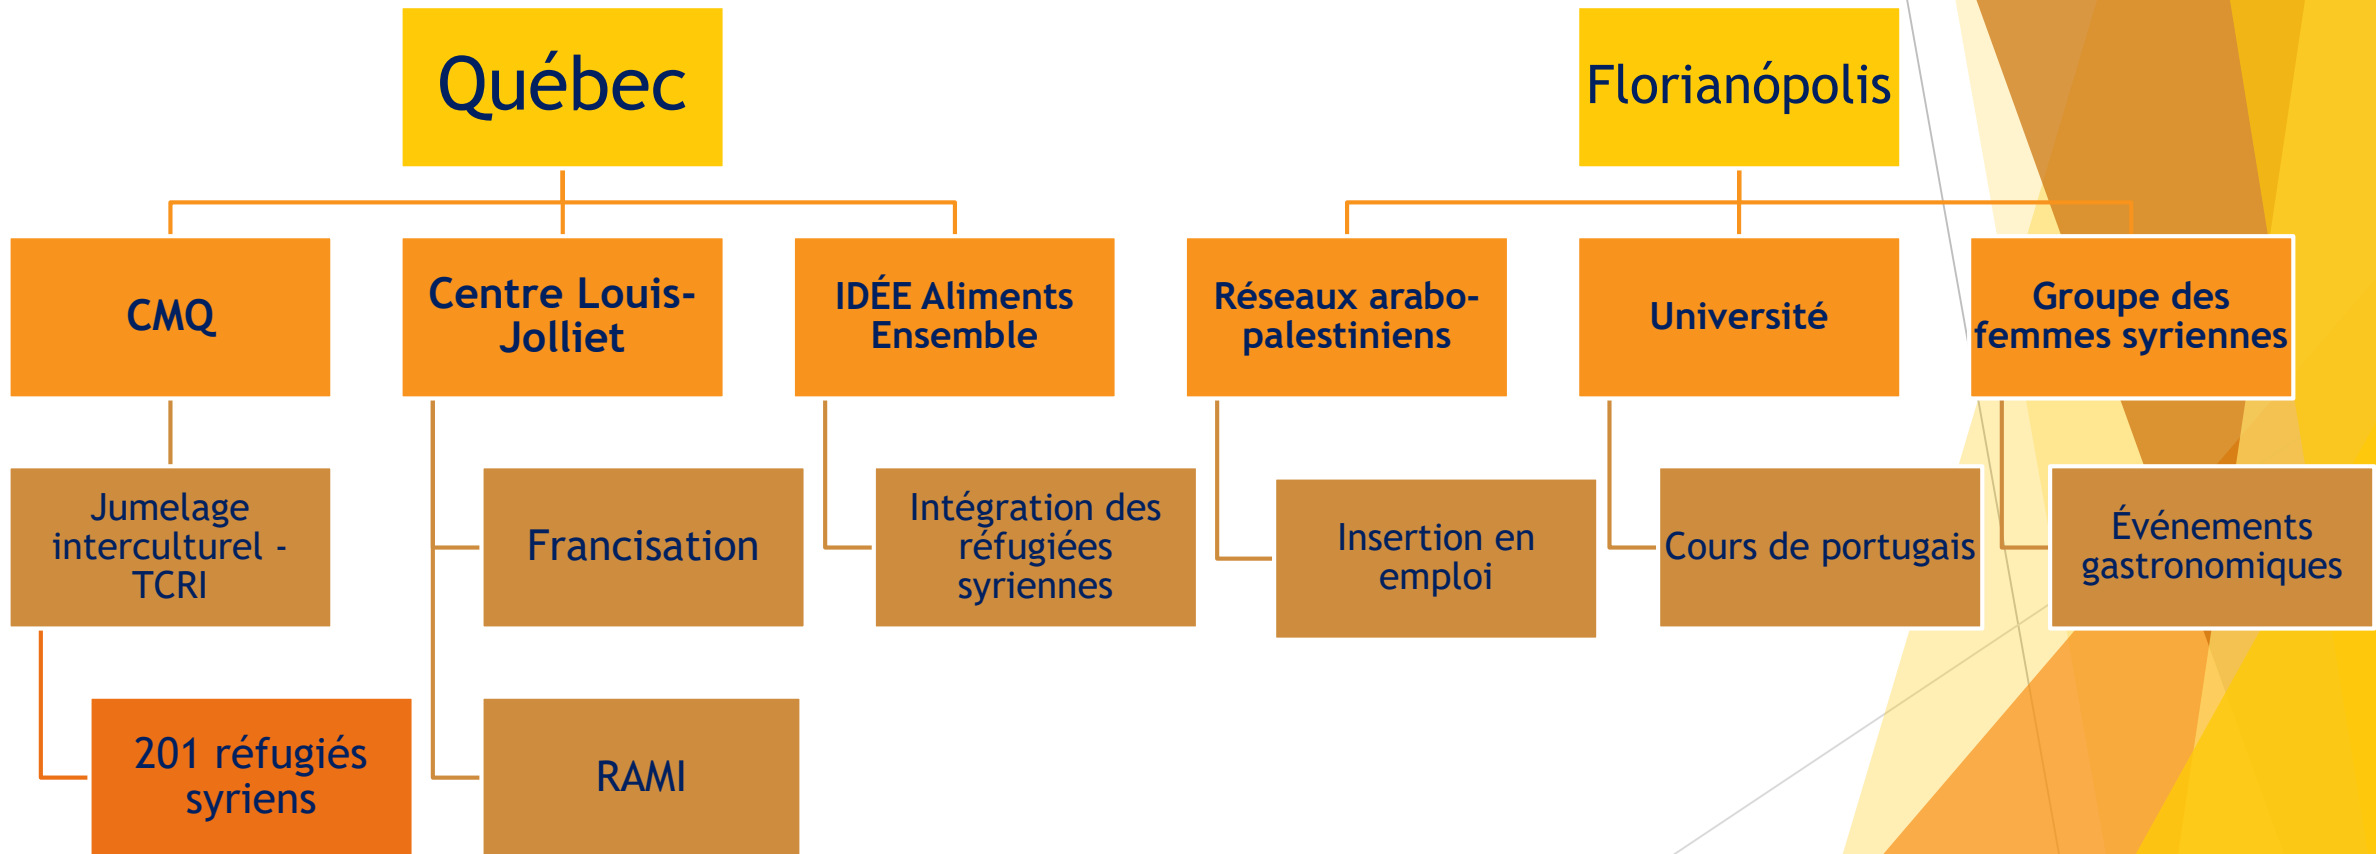 Québec
Florianópolis
CMQ
Centre Louis-
Jolliet
IDÉE Aliments
Ensemble
Réseaux arabo-
palestiniens
Université
Groupe des
femmes syriennes
Jumelage
interculturel -
TCRI
Francisation
Intégration des
réfugiées
syriennes
Insertion en
emploi
Cours de portugais
Événements
gastronomiques
201 réfugiés
syriens
RAMI